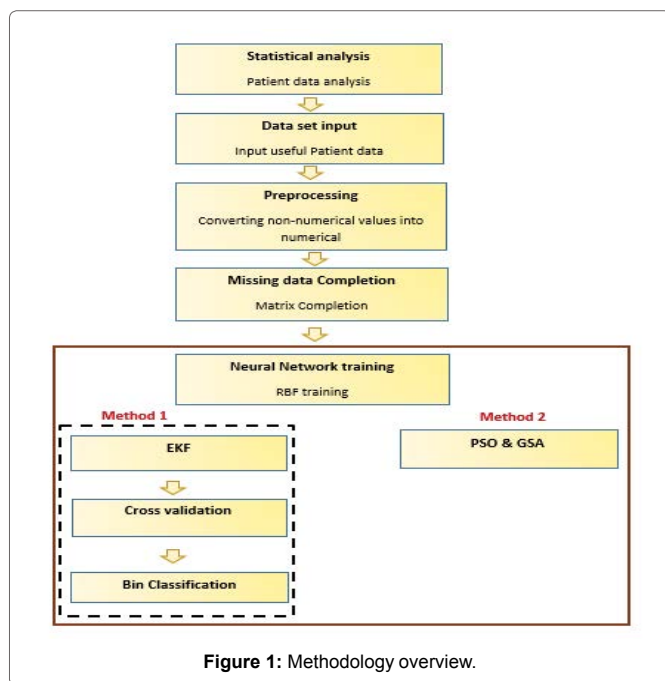 Statistical analysis
Patient data analysis
Data set input
Input useful Patient data
Preprocessing
Converting non-numerical values into
numerical
Missing data Completion
Matrix Completion
Neural Network training
RBF training
Method 1
EKF
Cross validation
Bin Classification
Method 2
PSO & GSA
Figure 1: Methodology overview.